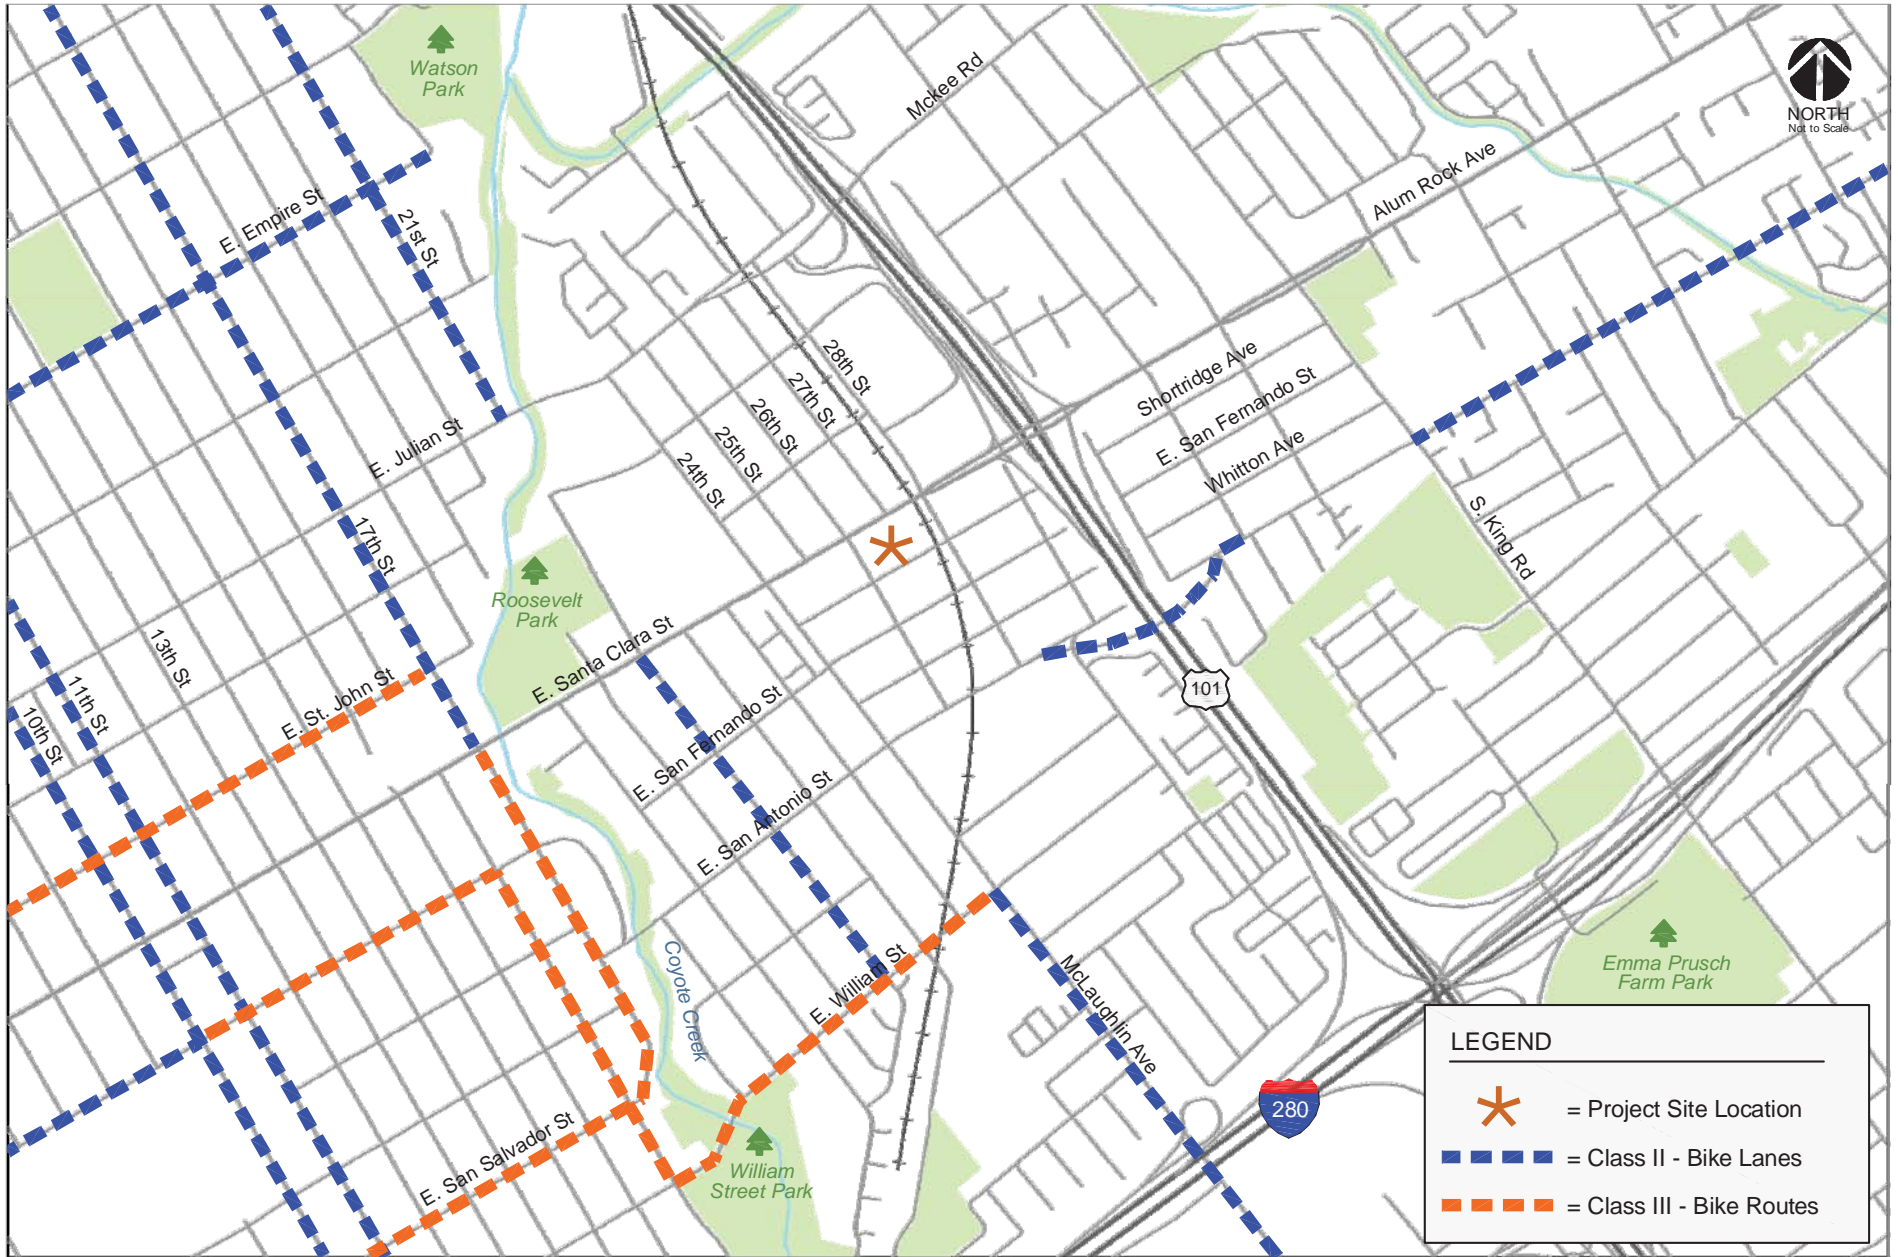 Watson
Park
Mckee Rd
NORTH
Not to Scale
Alum Rock Ave
E. Empire St
21st St
28th St
27th St
26th St
25th St
24th St
Shortridge Ave
E. San Fernando St
Whitton Ave
E. Julian St
17th St
S. King Rd
Roosevelt
Park
E. Santa Clara St
13th St
11th St
10th St
E. St. John St
101
E. San Fernando St
E. San Antonio St
Coyote Creek
E. William St
McLaughlin Ave
Emma Prusch
Farm Park
280
E. San Salvador St
William
Street Park
LEGEND
= Project Site Location
= Class II - Bike Lanes
= Class III - Bike Routes